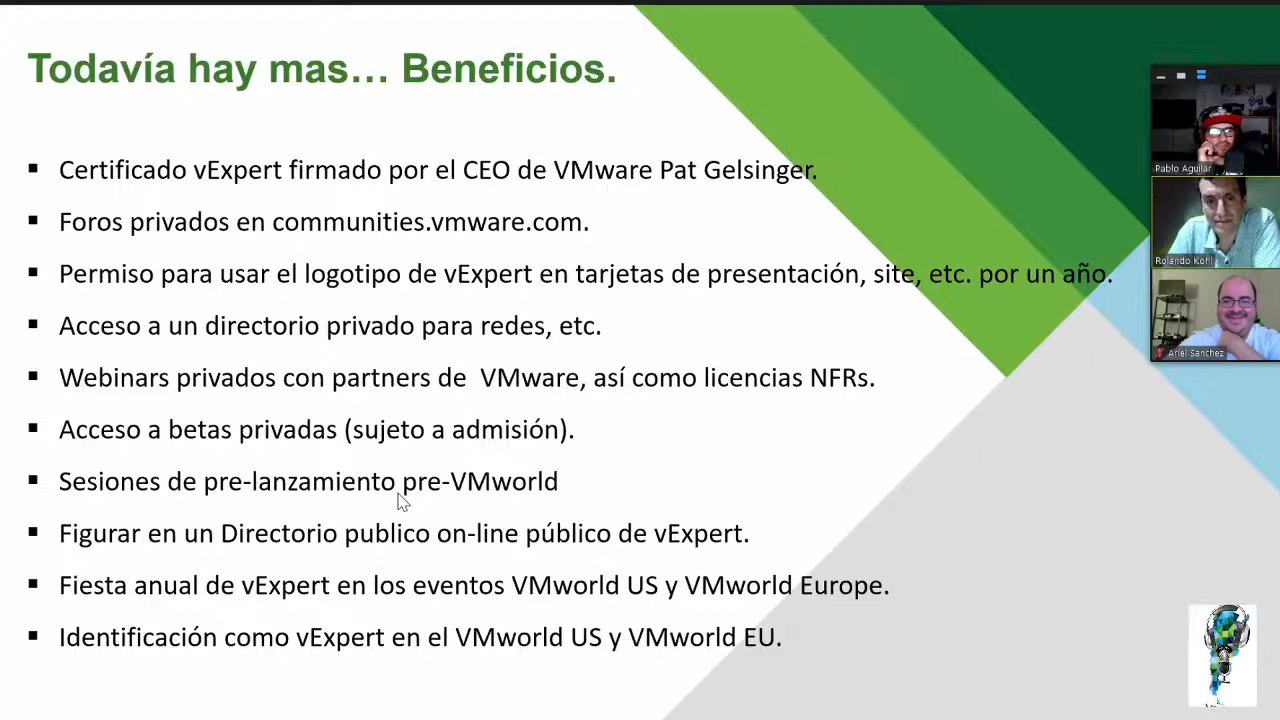 Todavía hay mas... Beneficios.
Certificado vExpert firmado por el CEO de VMware Pat Gelsinger.
Foros privados en communities.vmware.com.
Permiso para usar el logotipo de vExpert en tarjetas de presentación, site, etc. por un año.
Acceso a un directorio privado para redes, etc.
Webinars privados con partners de VMware, así como licencias NFRs.
Acceso a betas privadas (sujeto a admisión).
Sesiones de pre-lanzamiento pre-VMworld
Figurar en un Directorio publico on-line público de vExpert.
Fiesta anual de vExpert en los eventos VMworld US y VMworld Europe.
Identificación como vExpert en el VMworld US y VMworld EU.
Pablo Aguilar
Rolando Kohl
Ariel Sanchez